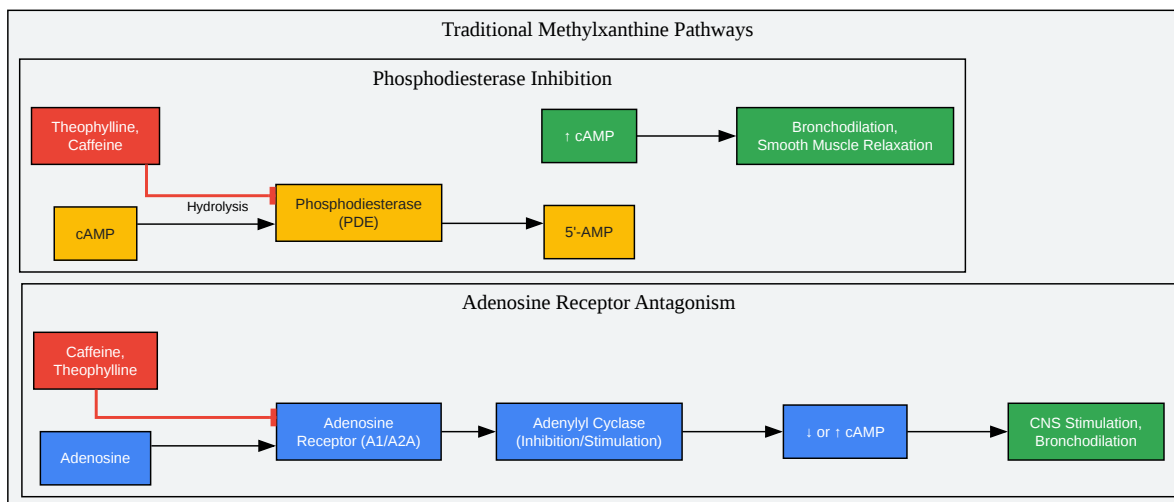 Traditional Methylxanthine Pathways
Phosphodiesterase Inhibition
Theophylline,
Caffeine
↑ cAMP
Bronchodilation,
Smooth Muscle Relaxation
Hydrolysis
cAMP
Phosphodiesterase
(PDE)
5'-AMP
Adenosine Receptor Antagonism
Caffeine,
Theophylline
Adenosine
Adenosine
Receptor (A1/A2A)
Adenylyl Cyclase
(Inhibition/Stimulation)
↓ or ↑ cAMP
CNS Stimulation,
Bronchodilation